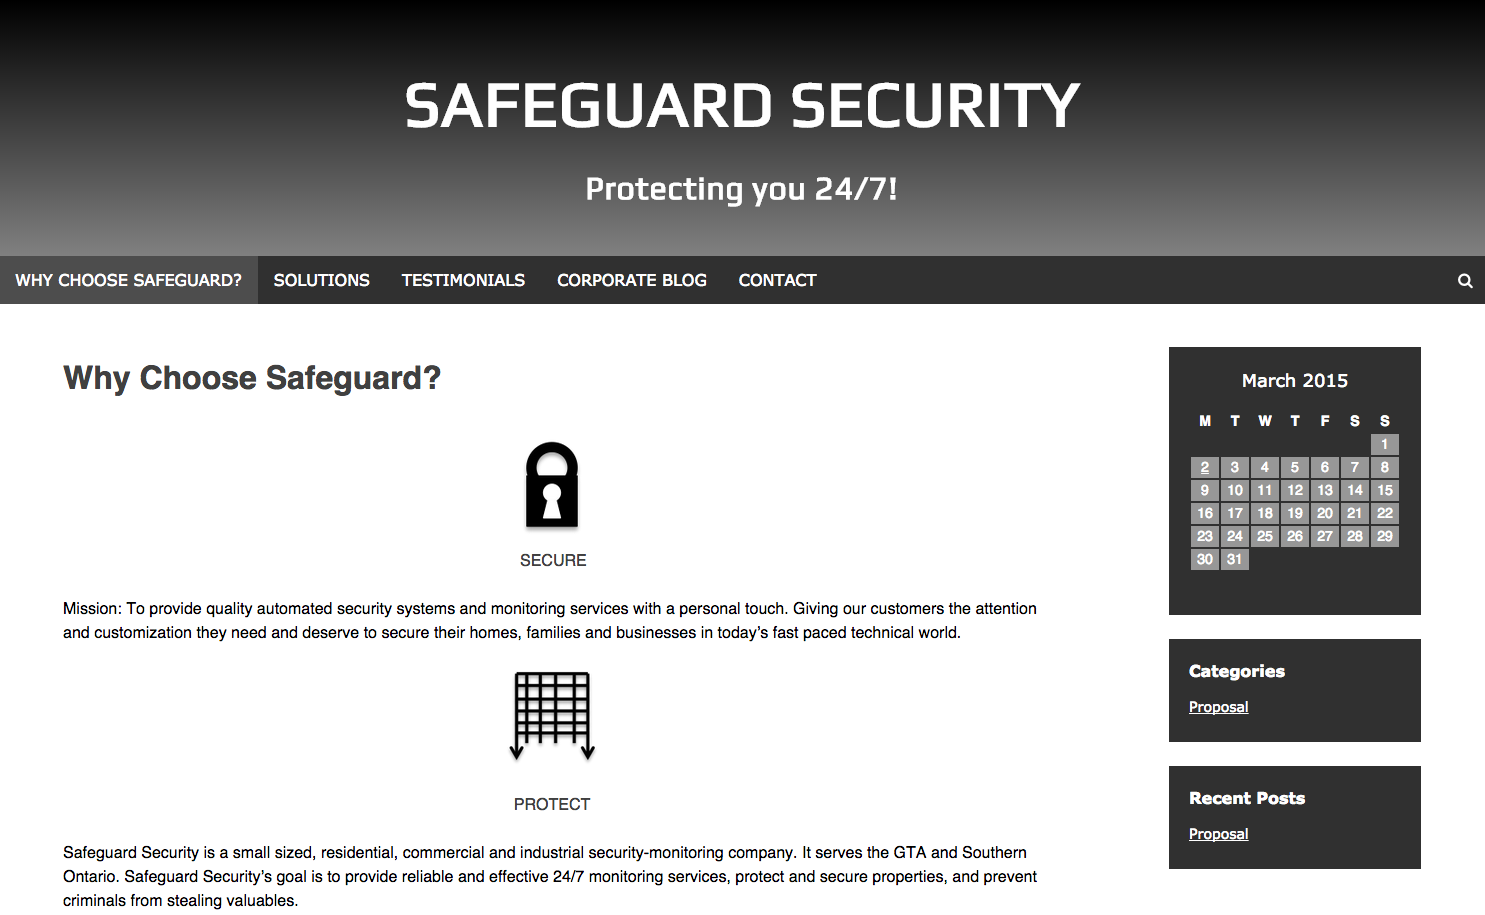 SAFEGUARD SECURITY
Protecting you 24/7!
WHY CHOOSE SAFEGUARD? SOLUTIONS TESTIMONIALS CORPORATE BLOG CONTACT
Why Choose Safeguard?
SECURE
Mission: To provide quality automated security systems and monitoring services with a personal touch. Giving our customers the attention
and customization they need and deserve to secure their homes, families and businesses in today’s fast paced technical world.
PROTECT
Safeguard Security is a small sized, residential, commercial and industrial security-monitoring company. It serves the GTA and Southern
Ontario. Safeguard Security’s goal is to provide reliable and effective 24/7 monitoring services, protect and secure properties, and prevent
criminals from stealing valuables.
March 2015
M T W T F S S
1
2 3 4 5 6 7 8
9 10 11 12 13 14 15
16 17 18 19 20 21 22
23 24 25 26 27 28 29
30 31
Categories
Proposal
Recent Posts
Proposal